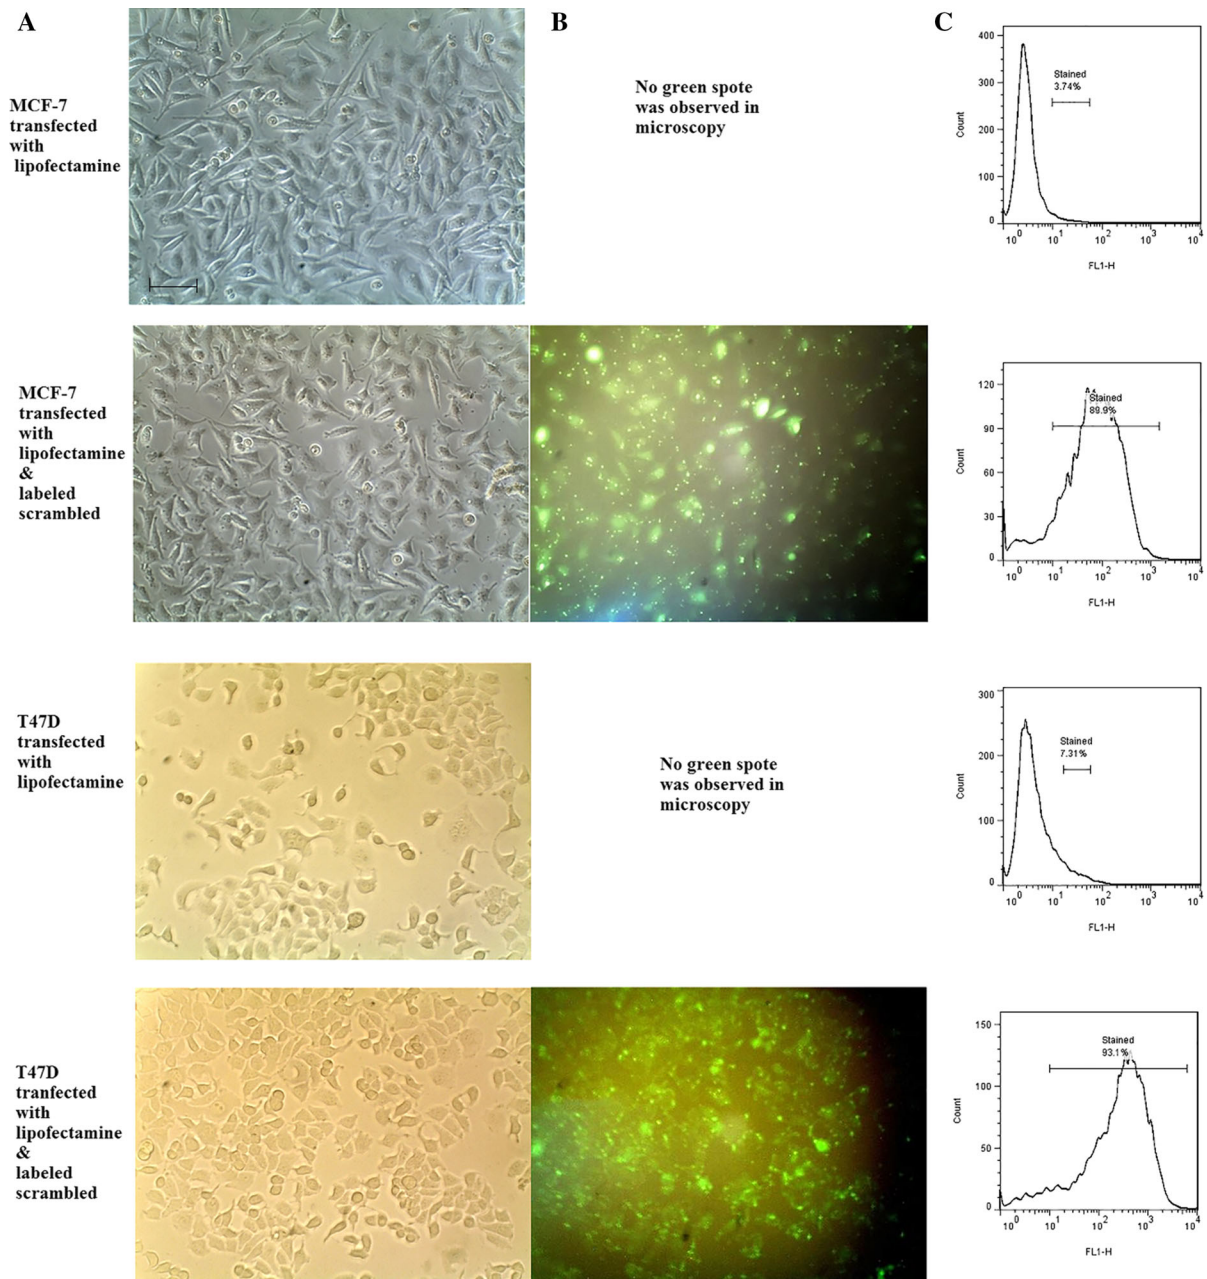 A
B
C
MCF-7
transfected
with
lipofectamine
No green spote
was observed in
microscopy
400
300
200
100
0
Count
Stained
3.74%
10^0 10^1 10^2 10^3 10^4
FL1-H
MCF-7
transfected
with
lipofectamine
&
labeled
scrambled
120
90
60
30
0
Count
Stained
89.9%
10^0 10^1 10^2 10^3 10^4
FL1-H
T47D
transfected
with
lipofectamine
No green spote
was observed in
microscopy
300
200
100
0
Count
Stained
7.31%
10^0 10^1 10^2 10^3 10^4
FL1-H
T47D
tranfected
with
lipofectamine
&
labeled
scrambled
150
100
50
0
Count
Stained
93.1%
10^0 10^1 10^2 10^3 10^4
FL1-H